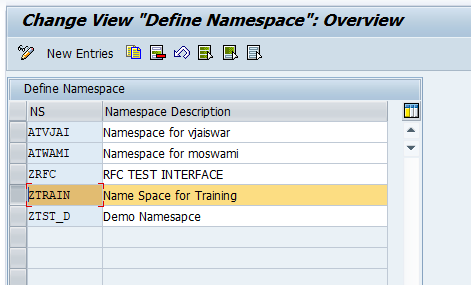 Change View "Define Namespace": Overview
New Entries
Define Namespace
NS Namespace Description
ATVJAI Namespace for vjaiswar
ATWAMI Namespace for moswami
ZRFC RFC TEST INTERFACE
ZTRAIN Name Space for Training
ZTST_D Demo Namesapce